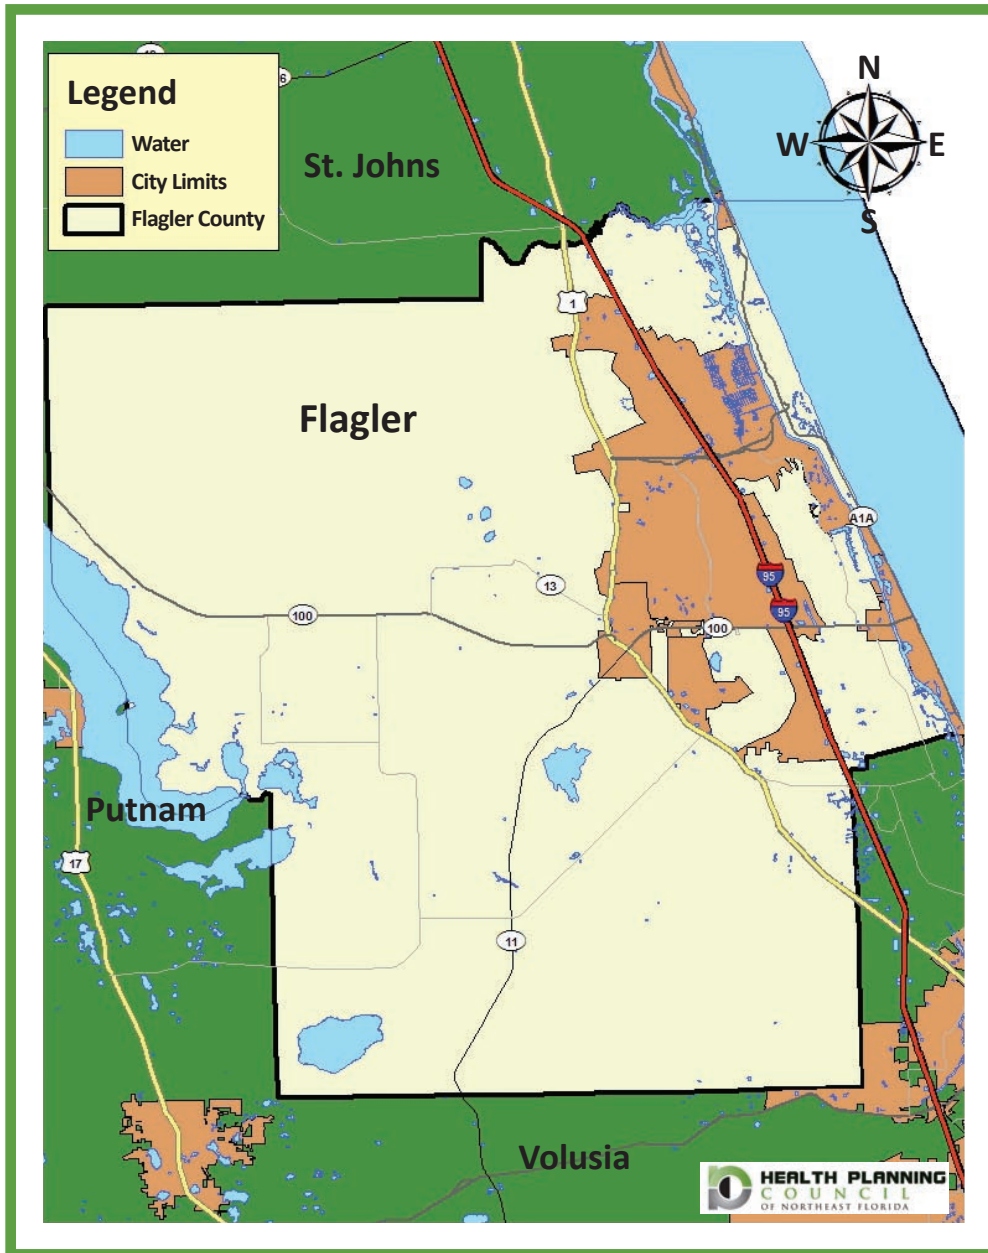 Legend
Water
City Limits
Flagler County
6
St. Johns
N
W
E
S
1
Flagler
A1A
13
95
95
100
100
Putnam
17
11
Volusia
HEALTH PLANNING
COUNCIL
OF NORTHEAST FLORIDA